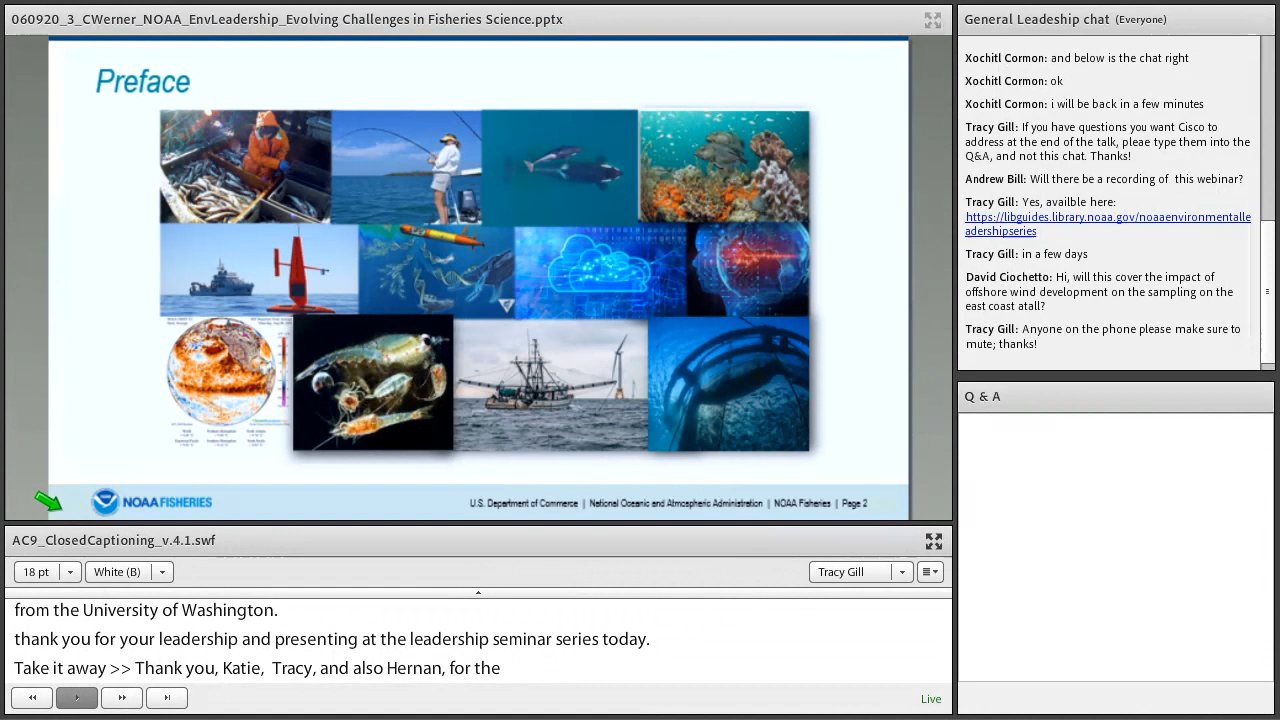 060920_3_CWerner_NOAA_EnvLeadership_Evolving Challenges in Fisheries Science.pptx
Preface
NOAA FISHERIES
U.S. Department of Commerce | National Oceanic and Atmospheric Administration | NOAA Fisheries | Page 2
AC9_ClosedCaptioning_v.4.1.swf
18 pt
White (B)
Tracy Gill
from the University of Washington.
thank you for your leadership and presenting at the leadership seminar series today.
Take it away >> Thank you, Katie,  Tracy, and also Hernan, for the
Live
General Leadeship chat (Everyone)
Xochitl Cormon: and below is the chat right
Xochitl Cormon: ok
Xochitl Cormon: i will be back in a few minutes
Tracy Gill: If you have questions you want Cisco to
address at the end of the talk, pleae type them into the
Q&A, and not this chat. Thanks!
Andrew Bill: Will there be a recording of  this webinar?
Tracy Gill: Yes, availble here:
https://libguides.library.noaa.gov/noaaenvironmentalle
adershipseries
Tracy Gill: in a few days
David Ciochetto: Hi, will this cover the impact of
offshore wind development on the sampling on the
east coast atall?
Tracy Gill: Anyone on the phone please make sure to
mute; thanks!
Q & A